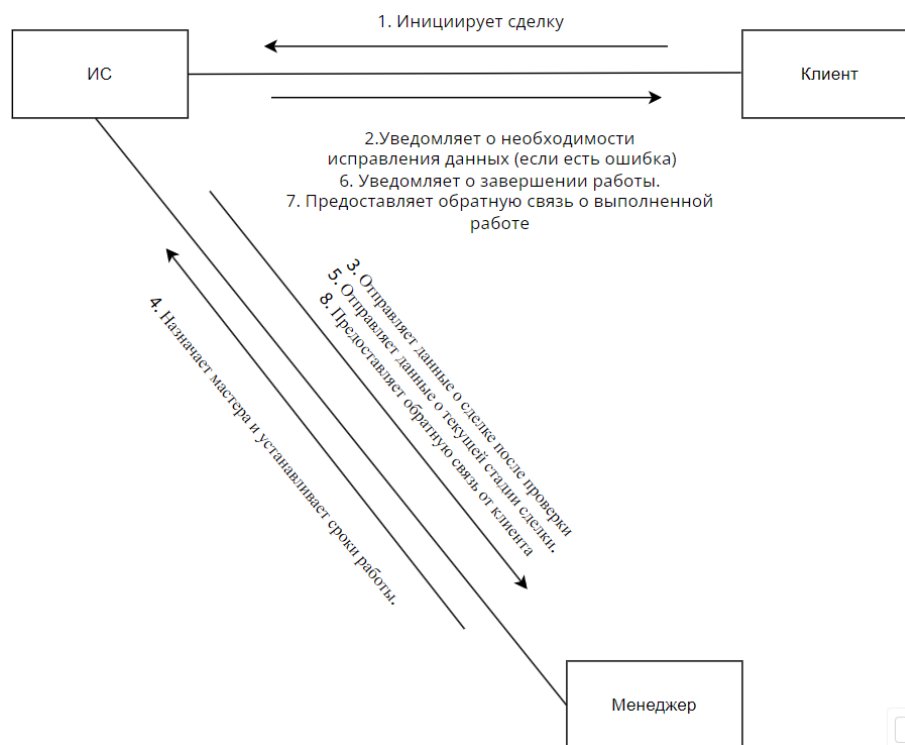 1. Инициирует сделку
ИС
Клиент
2.Уведомляет о необходимости
исправления данных (если есть ошибка)
6. Уведомляет о завершении работы.
7. Предоставляет обратную связь о выполненной
работе
3. Отправляет данные о сделке после проверки
5. Отправляет данные о текущей стадии сделки.
8. Предоставляет обратную связь от клиента
4. Назначает мастера и устанавливает сроки работы.
Менеджер